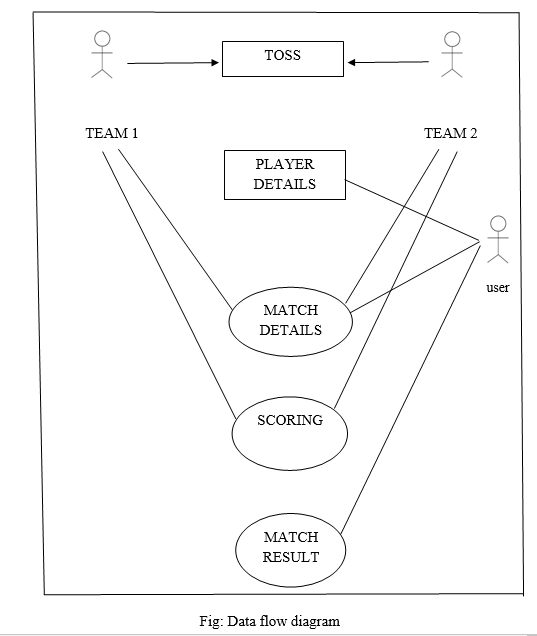 TOSS
TEAM 1
TEAM 2
PLAYER
DETAILS
user
MATCH
DETAILS
SCORING
MATCH
RESULT
Fig: Data flow diagram